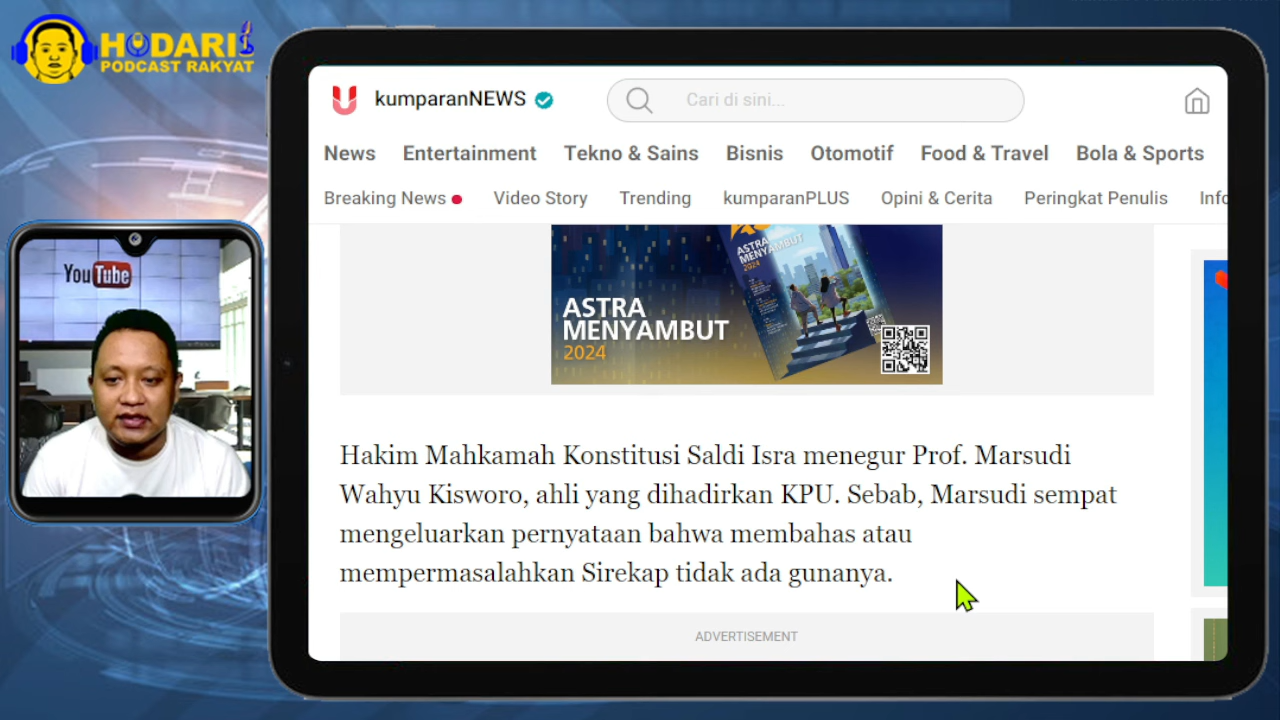 HODARI
PODCAST RAKYAT
kumparanNEWS
Cari di sini...
News Entertainment Tekno & Sains Bisnis Otomotif Food & Travel Bola & Sports
Breaking News Video Story Trending kumparanPLUS Opini & Cerita Peringkat Penulis Info
YouTube
ASTRA MENYAMBUT
2024
ASTRA
MENYAMBUT
2024
Hakim Mahkamah Konstitusi Saldi Isra menegur Prof. Marsudi
Wahyu Kisworo, ahli yang dihadirkan KPU. Sebab, Marsudi sempat
mengeluarkan pernyataan bahwa membahas atau
mempermasalahkan Sirekap tidak ada gunanya.
ADVERTISEMENT